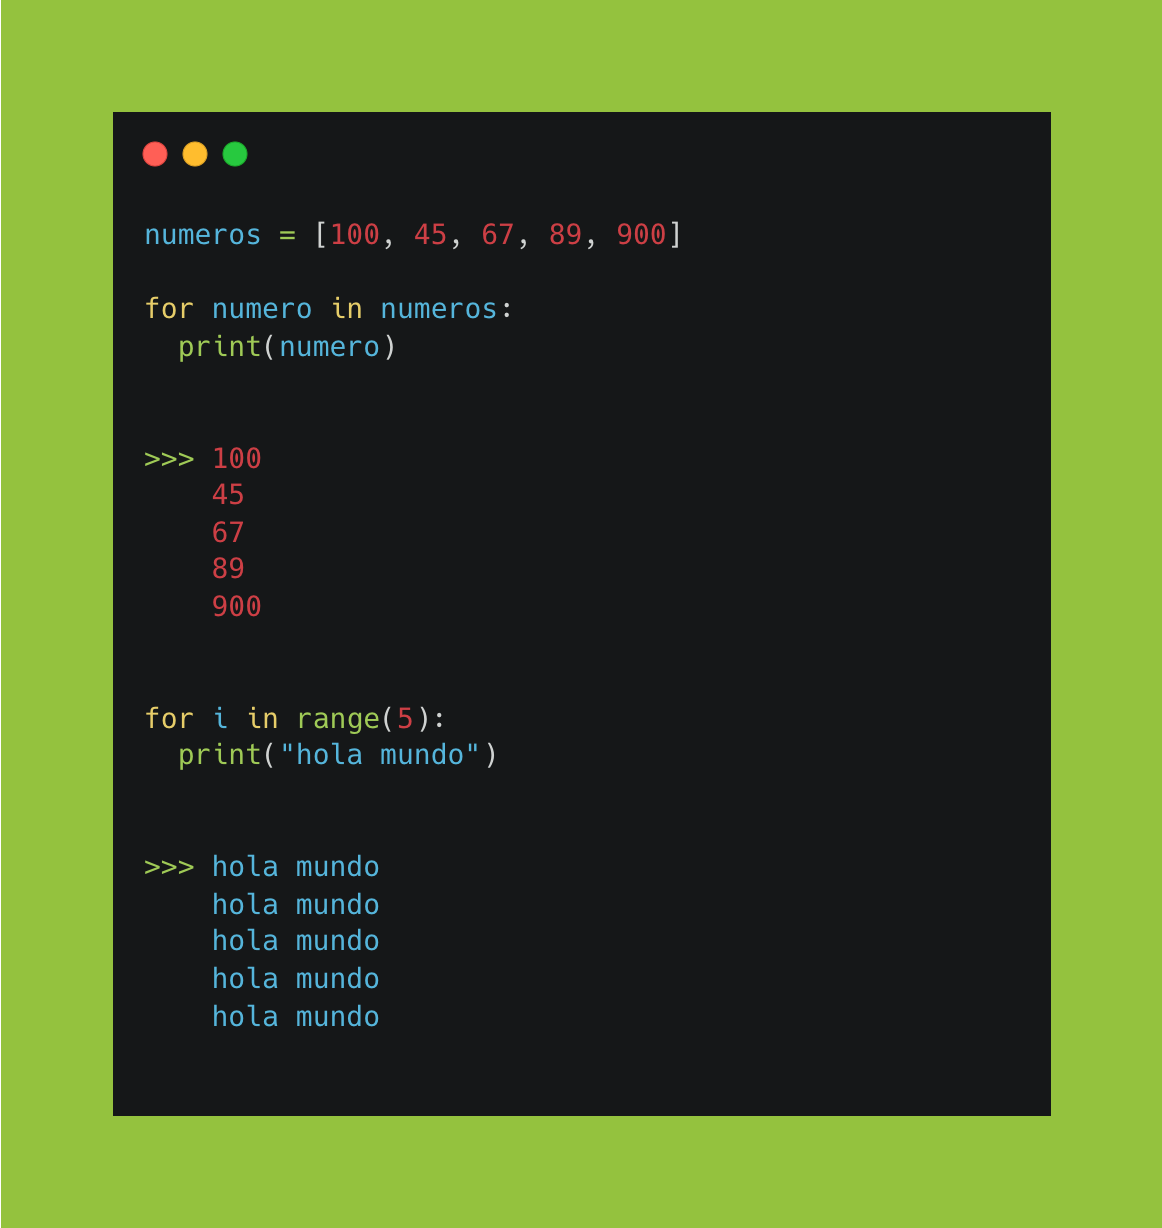 numeros = [100, 45, 67, 89, 900]
for numero in numeros:
  print(numero)
>>> 100
    45
    67
    89
    900
for i in range(5):
  print("hola mundo")
>>> hola mundo
    hola mundo
    hola mundo
    hola mundo
    hola mundo